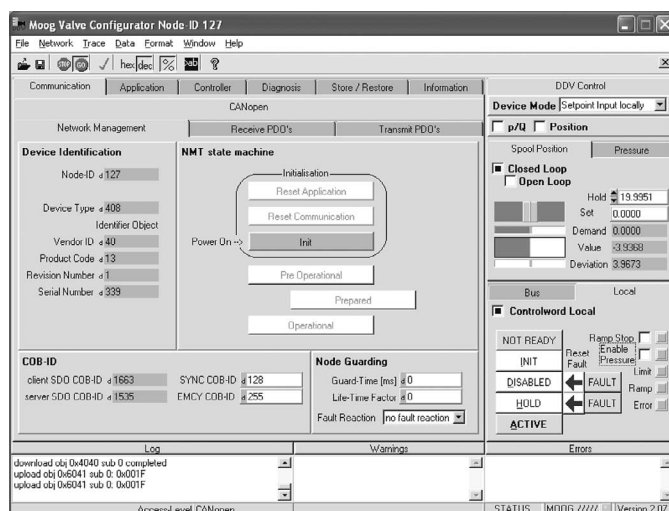 Moog Valve Configurator Node-ID 127
File Network Trace Data Format Window Help
STOP GO hex dec % ab ?
Communication Application Controller Diagnosis Store / Restore Information
CANopen
Network Management Receive PDO's Transmit PDO's
Device Identification
Node-ID d 127
Device Type d 408
Identifier Object
Vendor ID d 40
Product Code d 13
Revision Number d 1
Serial Number d 339
NMT state machine
Initialisation
Reset Application
Reset Communication
Power On --> Init
Pre Operational
Prepared
Operational
COB-ID
client SDO COB-ID d 1663 SYNC COB-ID d 128
server SDO COB-ID d 1535 EMCY COB-ID d 255
Node Guarding
Guard-Time [ms] d 0
Life-Time Factor d 0
Fault Reaction no fault reaction
DDV Control
Device Mode Setpoint Input locally
p/Q Position
Spool Position Pressure
Closed Loop
Open Loop
Hold 19.9951
Set 0.0000
Demand 0.0000
Value -3.9368
Deviation 3.9673
Bus Local
Controlword Local
NOT READY
INIT
DISABLED
HOLD
ACTIVE
Reset Fault
FAULT
FAULT
Ramp Stop
Enable Pressure
Limit
Ramp
Error
Log Warnings Errors
download obj 0x4040 sub 0 completed
upload obj 0x6041 sub 0: 0x001F
upload obj 0x6041 sub 0: 0x001F
Access-Level CANopen STATUS MOOG ///// Version 2.07